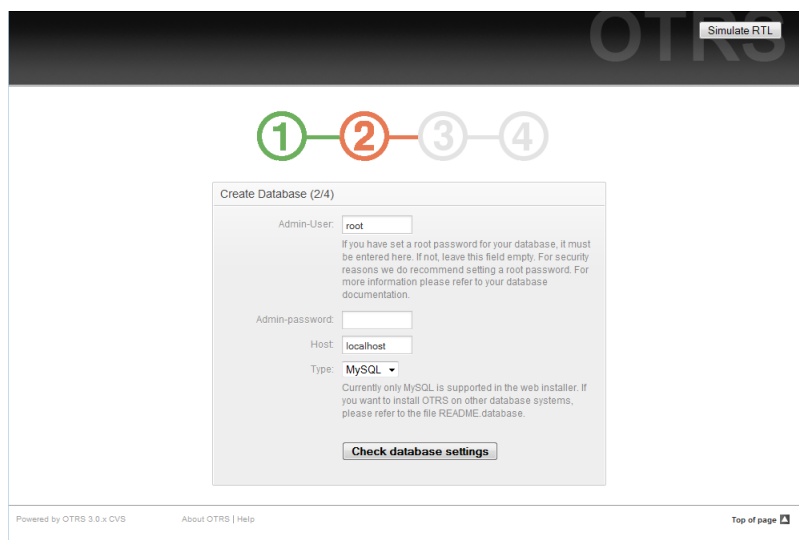 OTRS
Simulate RTL
1 2 3 4
Create Database (2/4)
Admin-User: root
If you have set a root password for your database, it must
be entered here. If not, leave this field empty. For security
reasons we do recommend setting a root password. For
more information please refer to your database
documentation.
Admin-password:
Host: localhost
Type: MySQL
Currently only MySQL is supported in the web installer. If
you want to install OTRS on other database systems,
please refer to the file README.database.
Check database settings
Powered by OTRS 3.0.x CVS About OTRS | Help Top of page